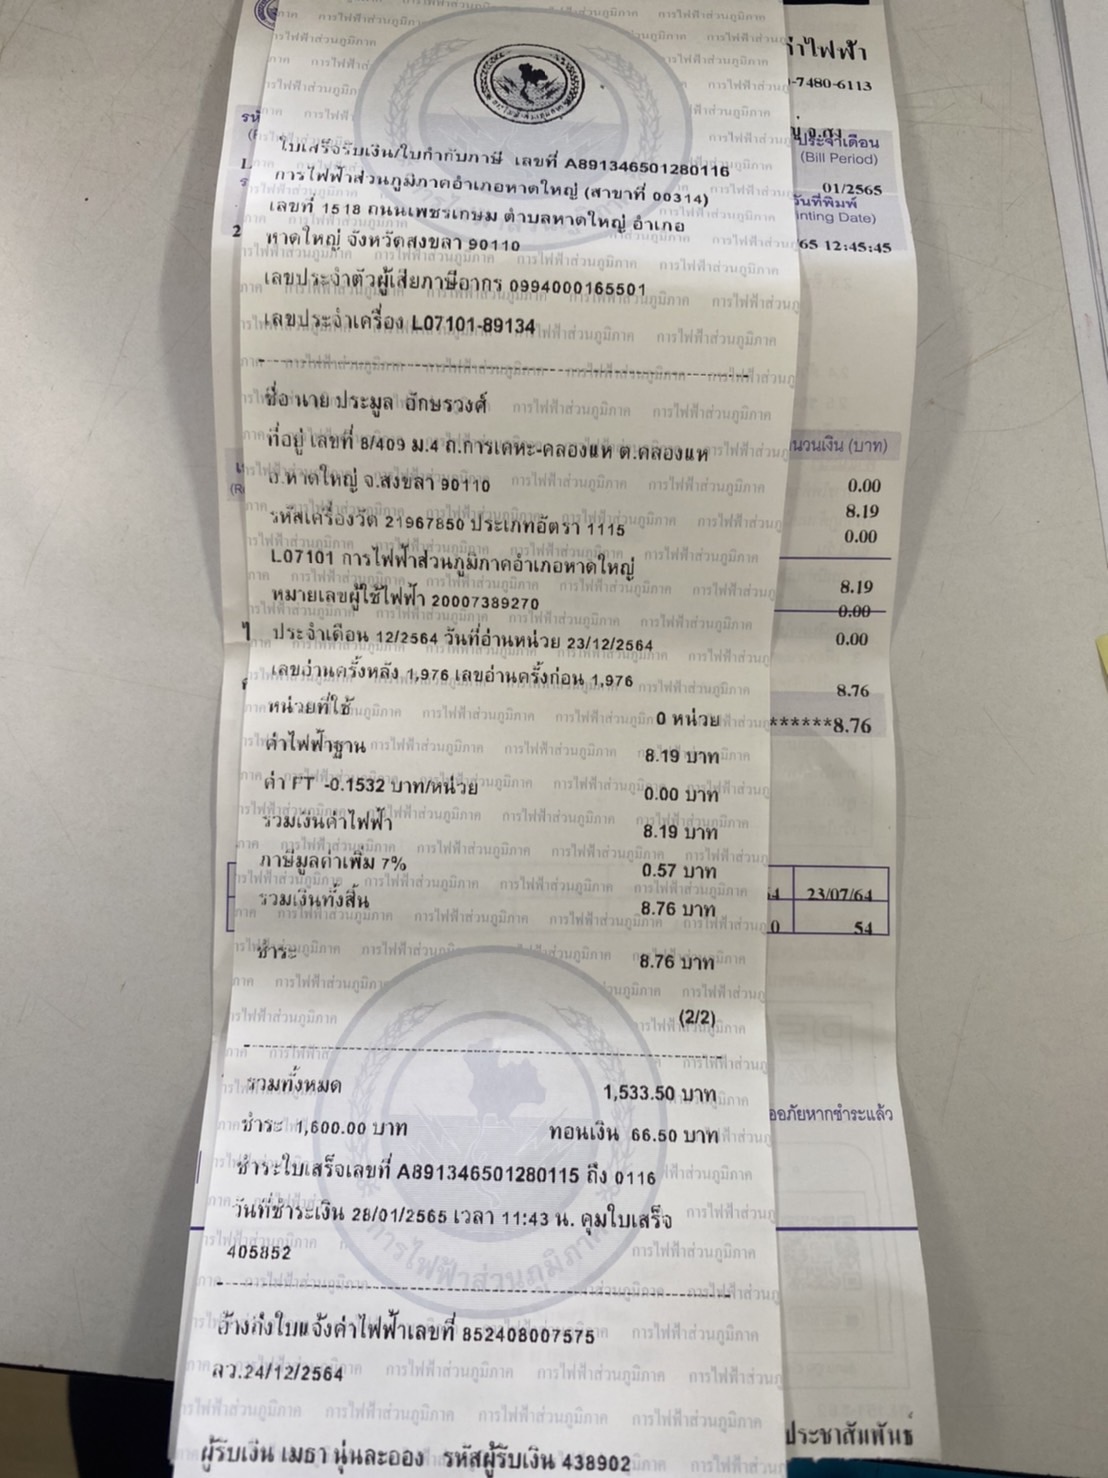 ใบเสร็จรับเงิน/ใบกำกับภาษี เลขที่ A891346501280116
การไฟฟ้าส่วนภูมิภาคอำเภอหาดใหญ่ (สาขาที่ 00314)
เลขที่ 1518 ถนนเพชรเกษม ตำบลหาดใหญ่ อำเภอ
หาดใหญ่ จังหวัดสงขลา 90110
เลขประจำตัวผู้เสียภาษีอากร 0994000165501
เลขประจำเครื่อง L07101-89134
ชื่อ นาย ประมูล อักษรวงศ์
ที่อยู่ เลขที่ 8/409 ม.4 ถ.การเคหะ-คลองแห ต.คลองแห
อ.หาดใหญ่ จ.สงขลา 90110
รหัสเครื่องวัด 21967850 ประเภทอัตรา 1115
L07101 การไฟฟ้าส่วนภูมิภาคอำเภอหาดใหญ่
หมายเลขผู้ใช้ไฟฟ้า 20007389270
ประจำเดือน 12/2564 วันที่อ่านหน่วย 23/12/2564
เลขอ่านครั้งหลัง 1,976 เลขอ่านครั้งก่อน 1,976
หน่วยที่ใช้ 0 หน่วย
ค่าไฟฟ้าฐาน 8.19 บาท
ค่า FT -0.1532 บาท/หน่วย 0.00 บาท
รวมเงินค่าไฟฟ้า 8.19 บาท
ภาษีมูลค่าเพิ่ม 7% 0.57 บาท
รวมเงินทั้งสิ้น 8.76 บาท
ชำระ 8.76 บาท
(2/2)
รวมทั้งหมด 1,533.50 บาท
ชำระ 1,600.00 บาท ทอนเงิน 66.50 บาท
ชำระใบเสร็จเลขที่ A891346501280115 ถึง 0116
วันที่ชำระเงิน 28/01/2565 เวลา 11:43 น. คุมใบเสร็จ
405852
อ้างถึงใบแจ้งค่าไฟฟ้าเลขที่ 852408007575
ลว.24/12/2564
ผู้รับเงิน เมธา นุ่นละออง รหัสผู้รับเงิน 438902
ค่าไฟฟ้า
-7480-6113
ประจำเดือน
(Bill Period)
01/2565
วันที่พิมพ์
inting Date)
65 12:45:45
นวนเงิน (บาท)
0.00
8.19
0.00
8.19
0.00
0.00
8.76
******8.76
64 23/07/64
0 54
ออภัยหากชำระแล้ว
ประชาสัมพันธ์
การไฟฟ้าส่วนภูมิภาค